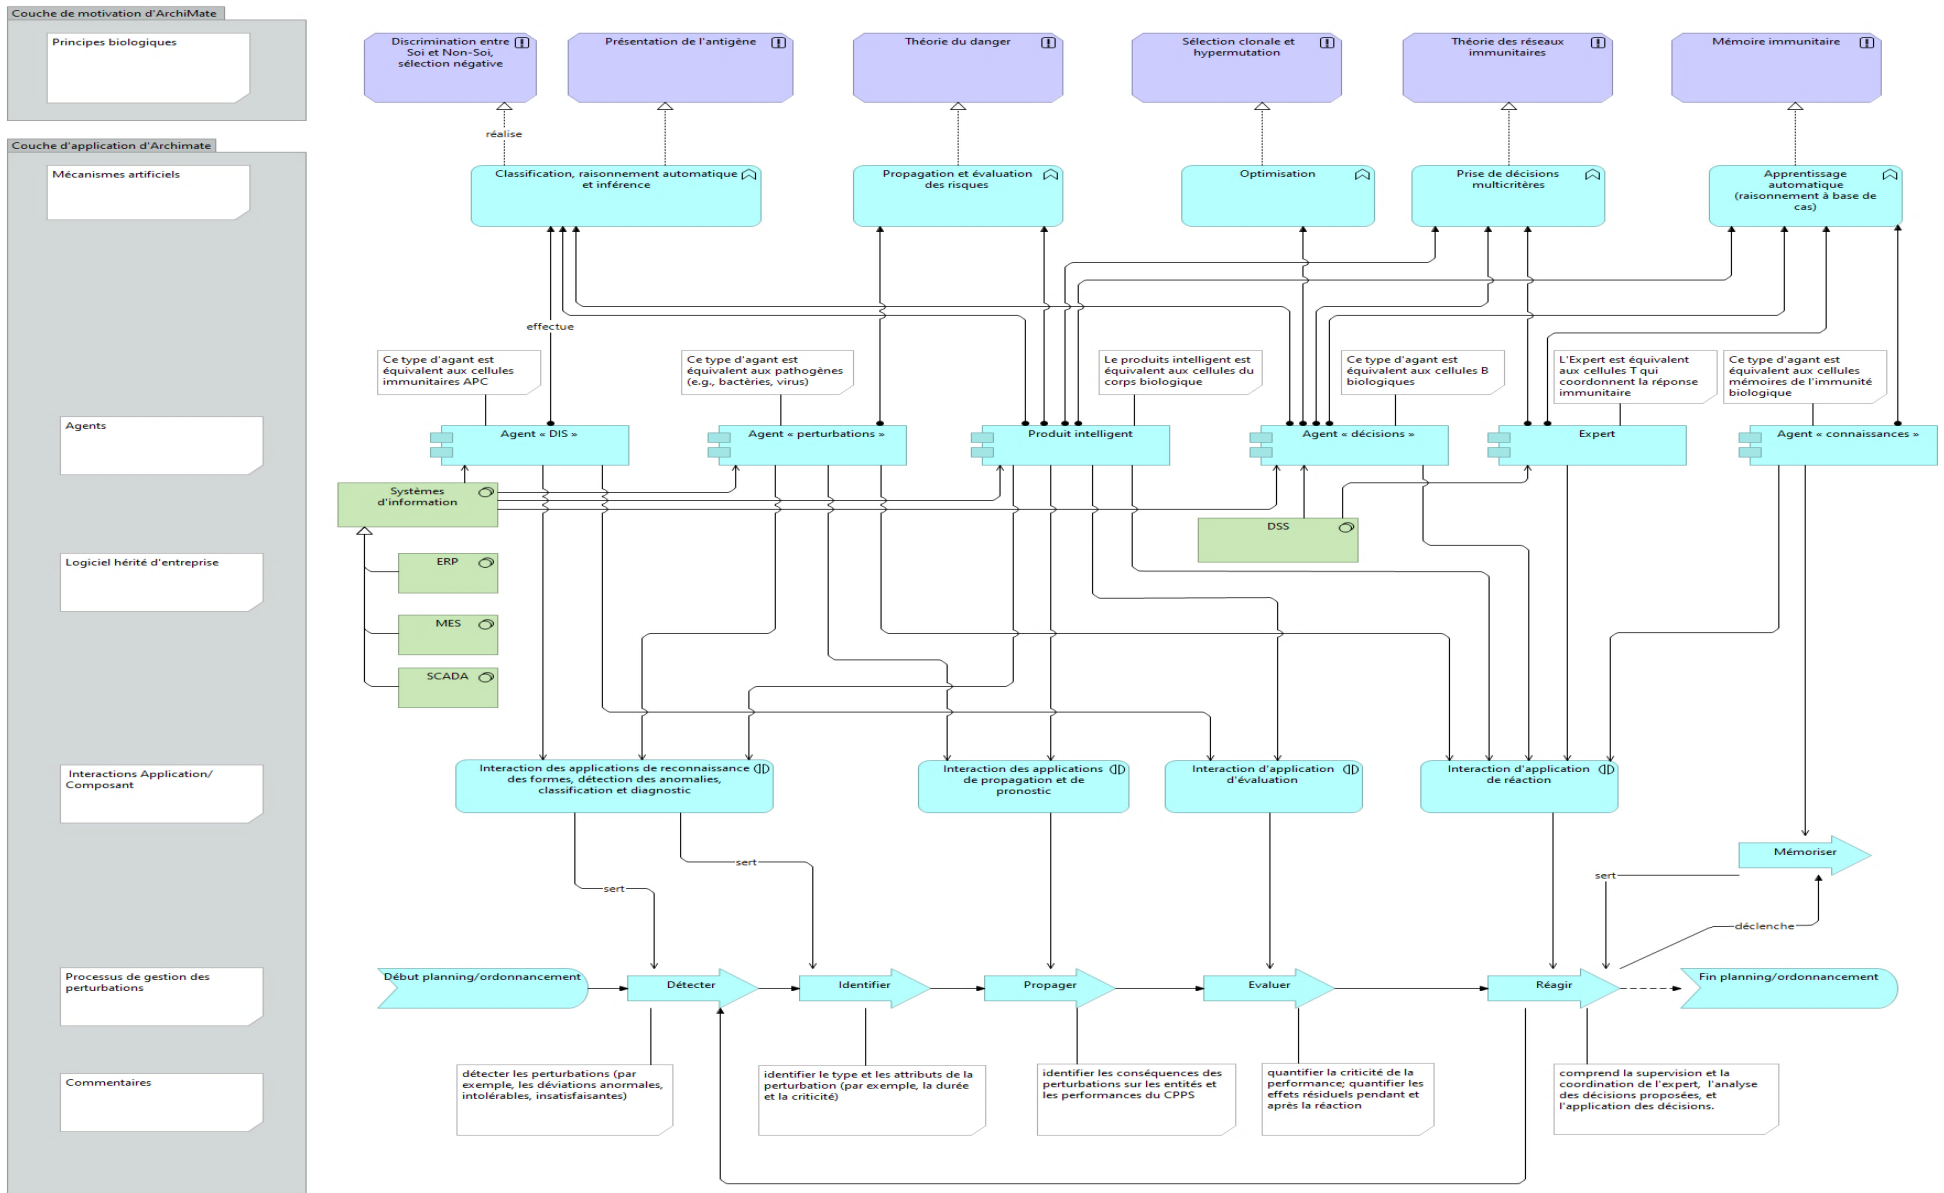 Couche de motivation d'ArchiMate
Principes biologiques
Discrimination entre
Soi et Non-Soi,
sélection négative
Présentation de l'antigène
Théorie du danger
Sélection clonale et
hypermutation
Théorie des réseaux
immunitaires
Mémoire immunitaire
réalise
Couche d'application d'Archimate
Mécanismes artificiels
Classification, raisonnement automatique
et inférence
Propagation et évaluation
des risques
Optimisation
Prise de décisions
multicritères
Apprentissage
automatique
(raisonnement à base de
cas)
effectue
Ce type d'agant est
équivalent aux cellules
immunitaires APC
Ce type d'agant est
équivalent aux pathogènes
(e.g., bactèries, virus)
Le produits intelligent est
équivalent aux cellules du
corps biologique
Ce type d'agant est
équivalent aux cellules B
biologiques
L'Expert est équivalent
aux cellules T qui
coordonnent la réponse
immunitaire
Ce type d'agant est
équivalent aux cellules
mémoires de l'immunité
biologique
Agents
Agent « DIS »
Agent « perturbations »
Produit intelligent
Agent « décisions »
Expert
Agent « connaissances »
Systèmes
d'information
DSS
Logiciel hérité d'entreprise
ERP
MES
SCADA
Interactions Application/
Composant
Interaction des applications de reconnaissance
des formes, détection des anomalies,
classification et diagnostic
Interaction des applications
de propagation et de
pronostic
Interaction d'application
d'évaluation
Interaction d'application
de réaction
Mémoriser
sert
sert
sert
déclenche
Processus de gestion des
perturbations
Début planning/ordonnancement
Détecter
Identifier
Propager
Evaluer
Réagir
Fin planning/ordonnancement
Commentaires
détecter les perturbations (par
exemple, les déviations anormales,
intolérables, insatisfaisantes)
identifier le type et les attributs de la
perturbation (par exemple, la durée
et la criticité)
identifier les conséquences des
perturbations sur les entités et
les performances du CPPS
quantifier la criticité de la
performance; quantifier les
effets résiduels pendant et
après la réaction
comprend la supervision et la
coordination de l'expert,  l'analyse
des décisions proposées, et
l'application des décisions.